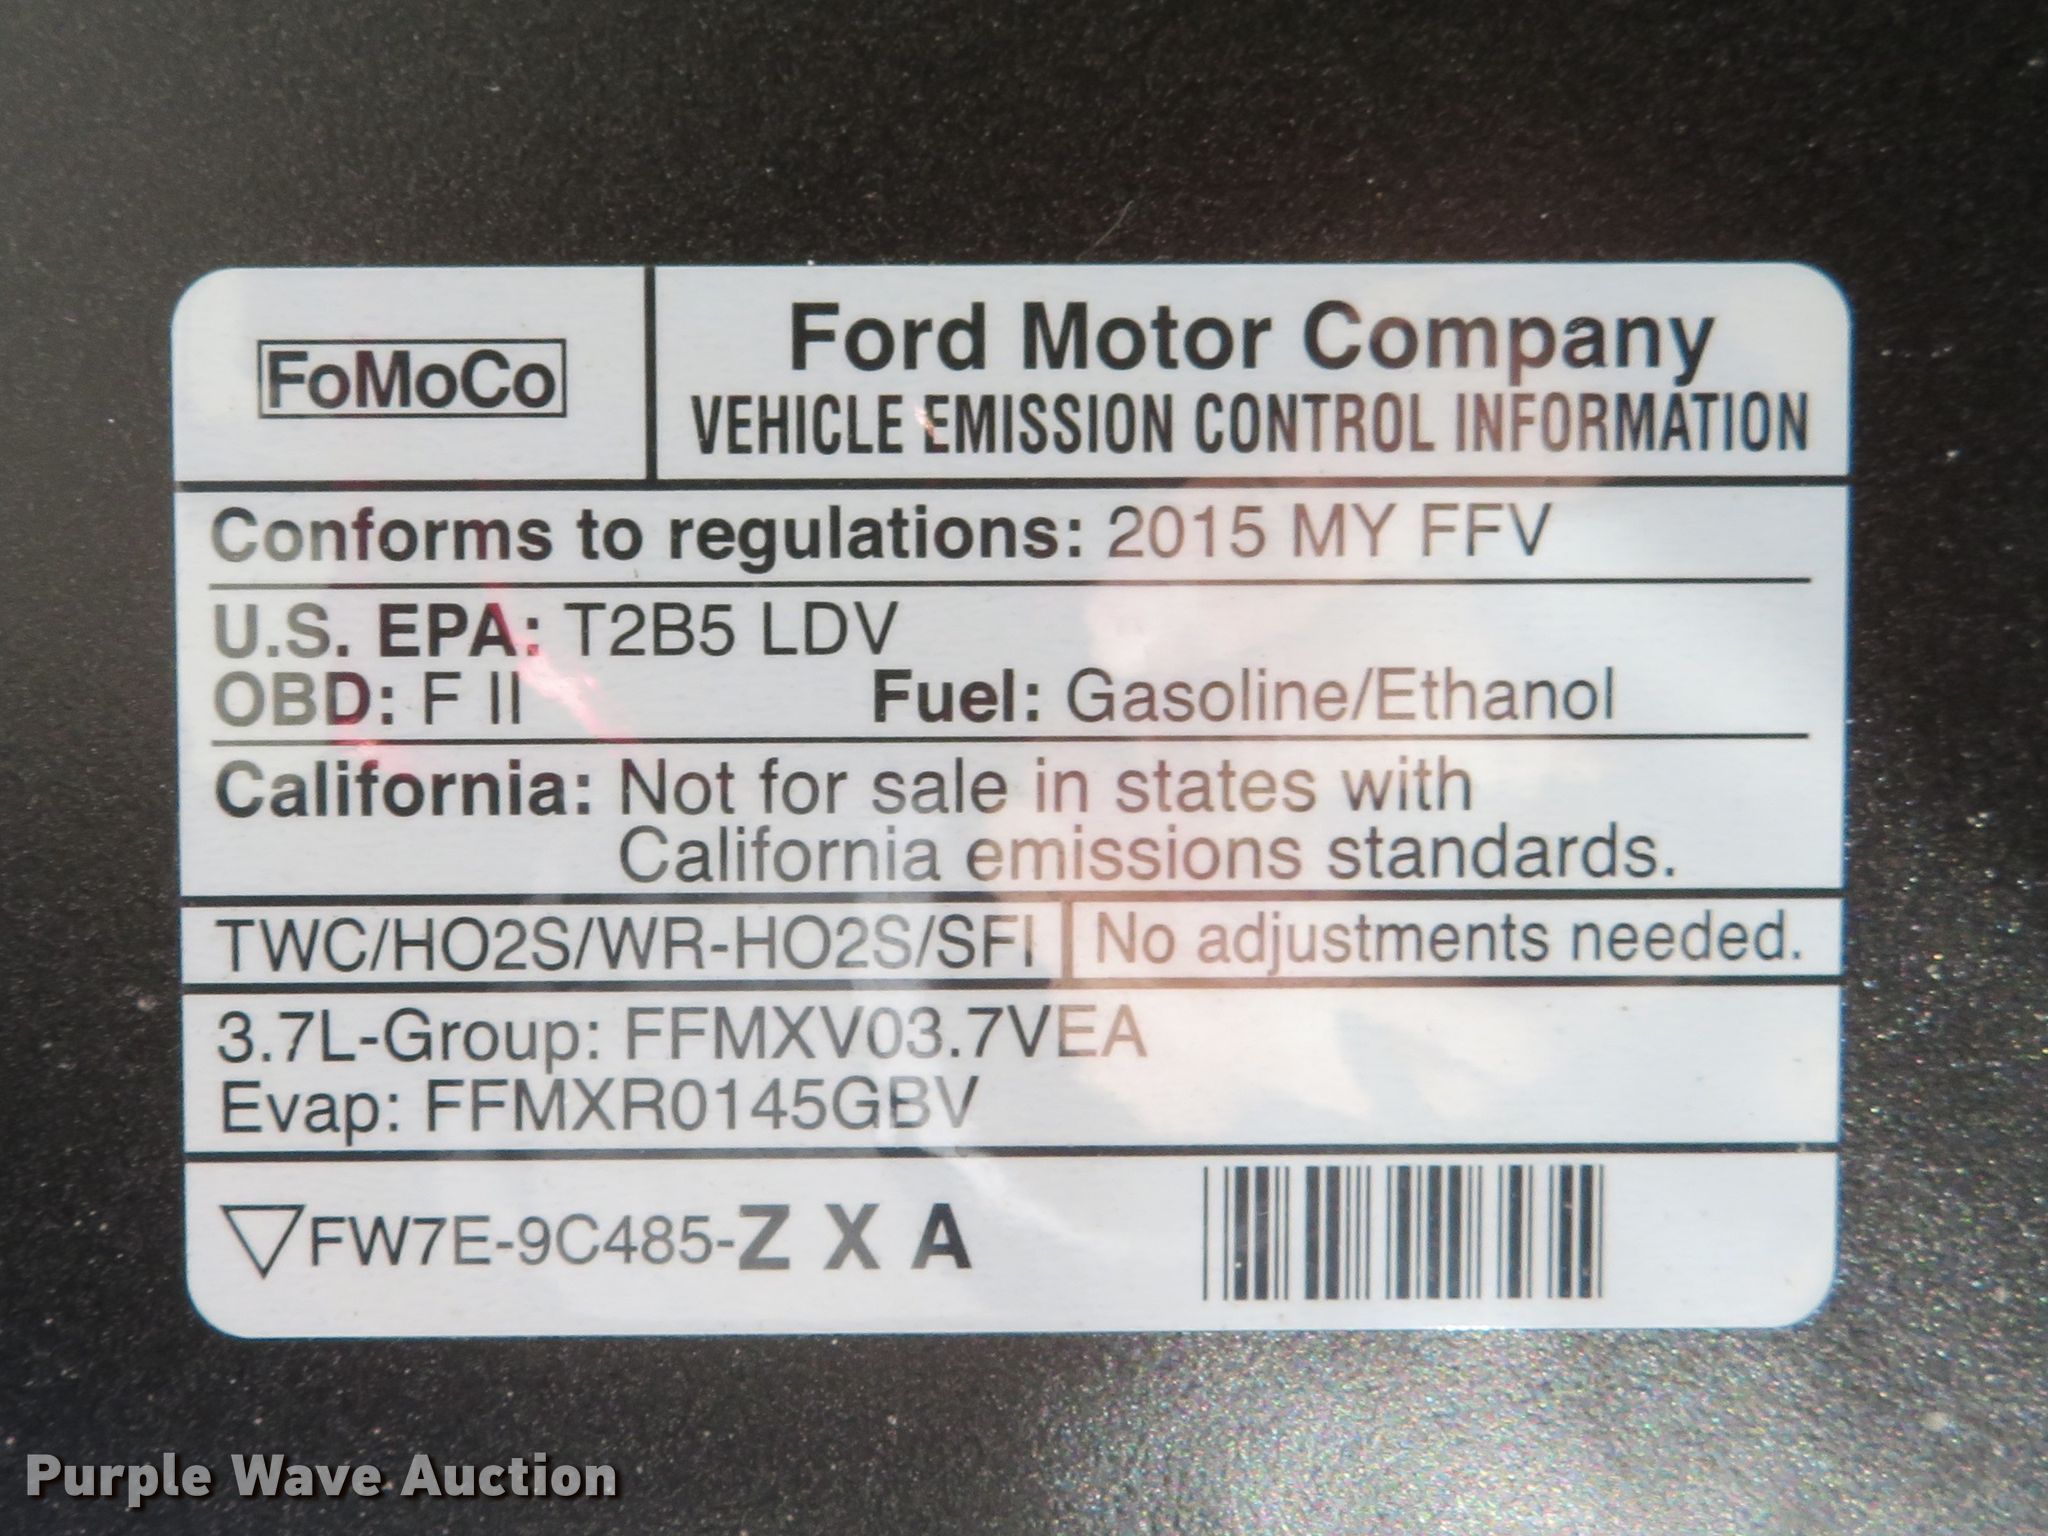 FoMoCo
Ford Motor Company
VEHICLE EMISSION CONTROL INFORMATION
Conforms to regulations: 2015 MY FFV
U.S. EPA: T2B5 LDV
OBD: F II Fuel: Gasoline/Ethanol
California: Not for sale in states with
California emissions standards.
TWC/HO2S/WR-HO2S/SFI No adjustments needed.
3.7L-Group: FFMXV03.7VEA
Evap: FFMXR0145GBV
FW7E-9C485-Z X A
Purple Wave Auction